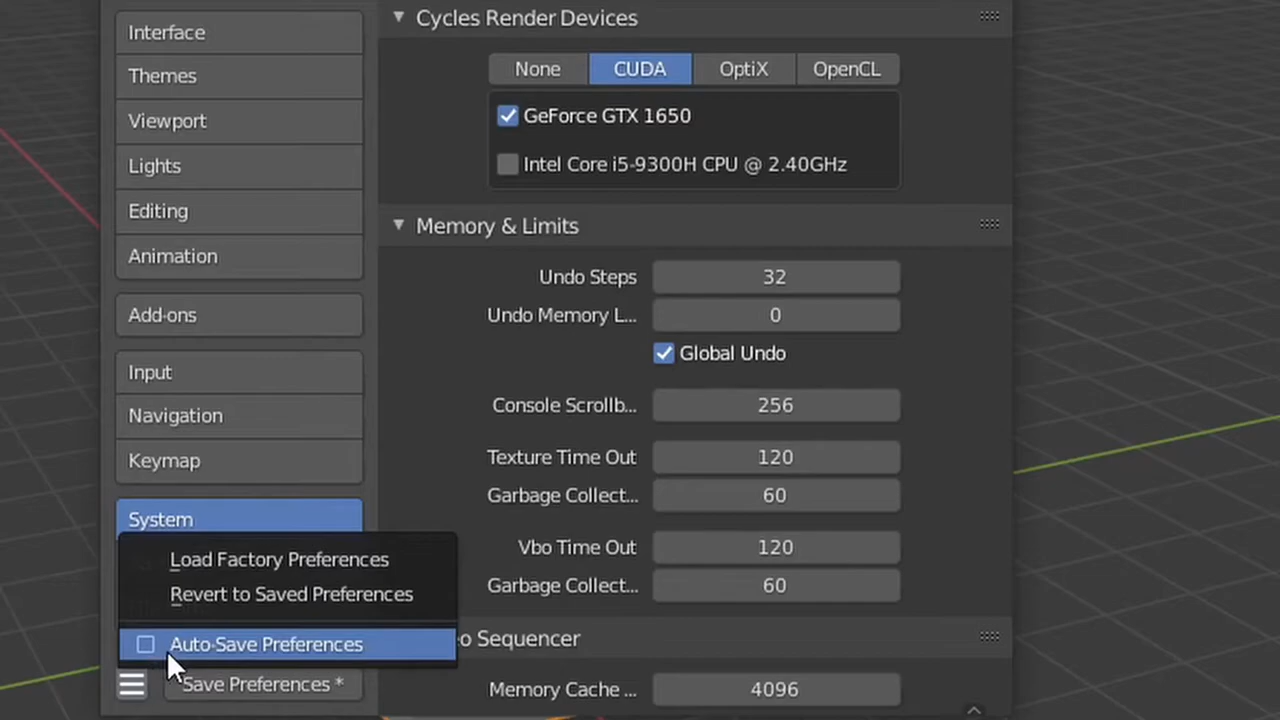 Interface
Themes
Viewport
Lights
Editing
Animation
Add-ons
Input
Navigation
Keymap
System
Load Factory Preferences
Revert to Saved Preferences
Auto-Save Preferences
Save Preferences *
Cycles Render Devices
None CUDA OptiX OpenCL
GeForce GTX 1650
Intel Core i5-9300H CPU @ 2.40GHz
Memory & Limits
Undo Steps 32
Undo Memory L... 0
Global Undo
Console Scrollb... 256
Texture Time Out 120
Garbage Collect... 60
Vbo Time Out 120
Garbage Collect... 60
eo Sequencer
Memory Cache ... 4096